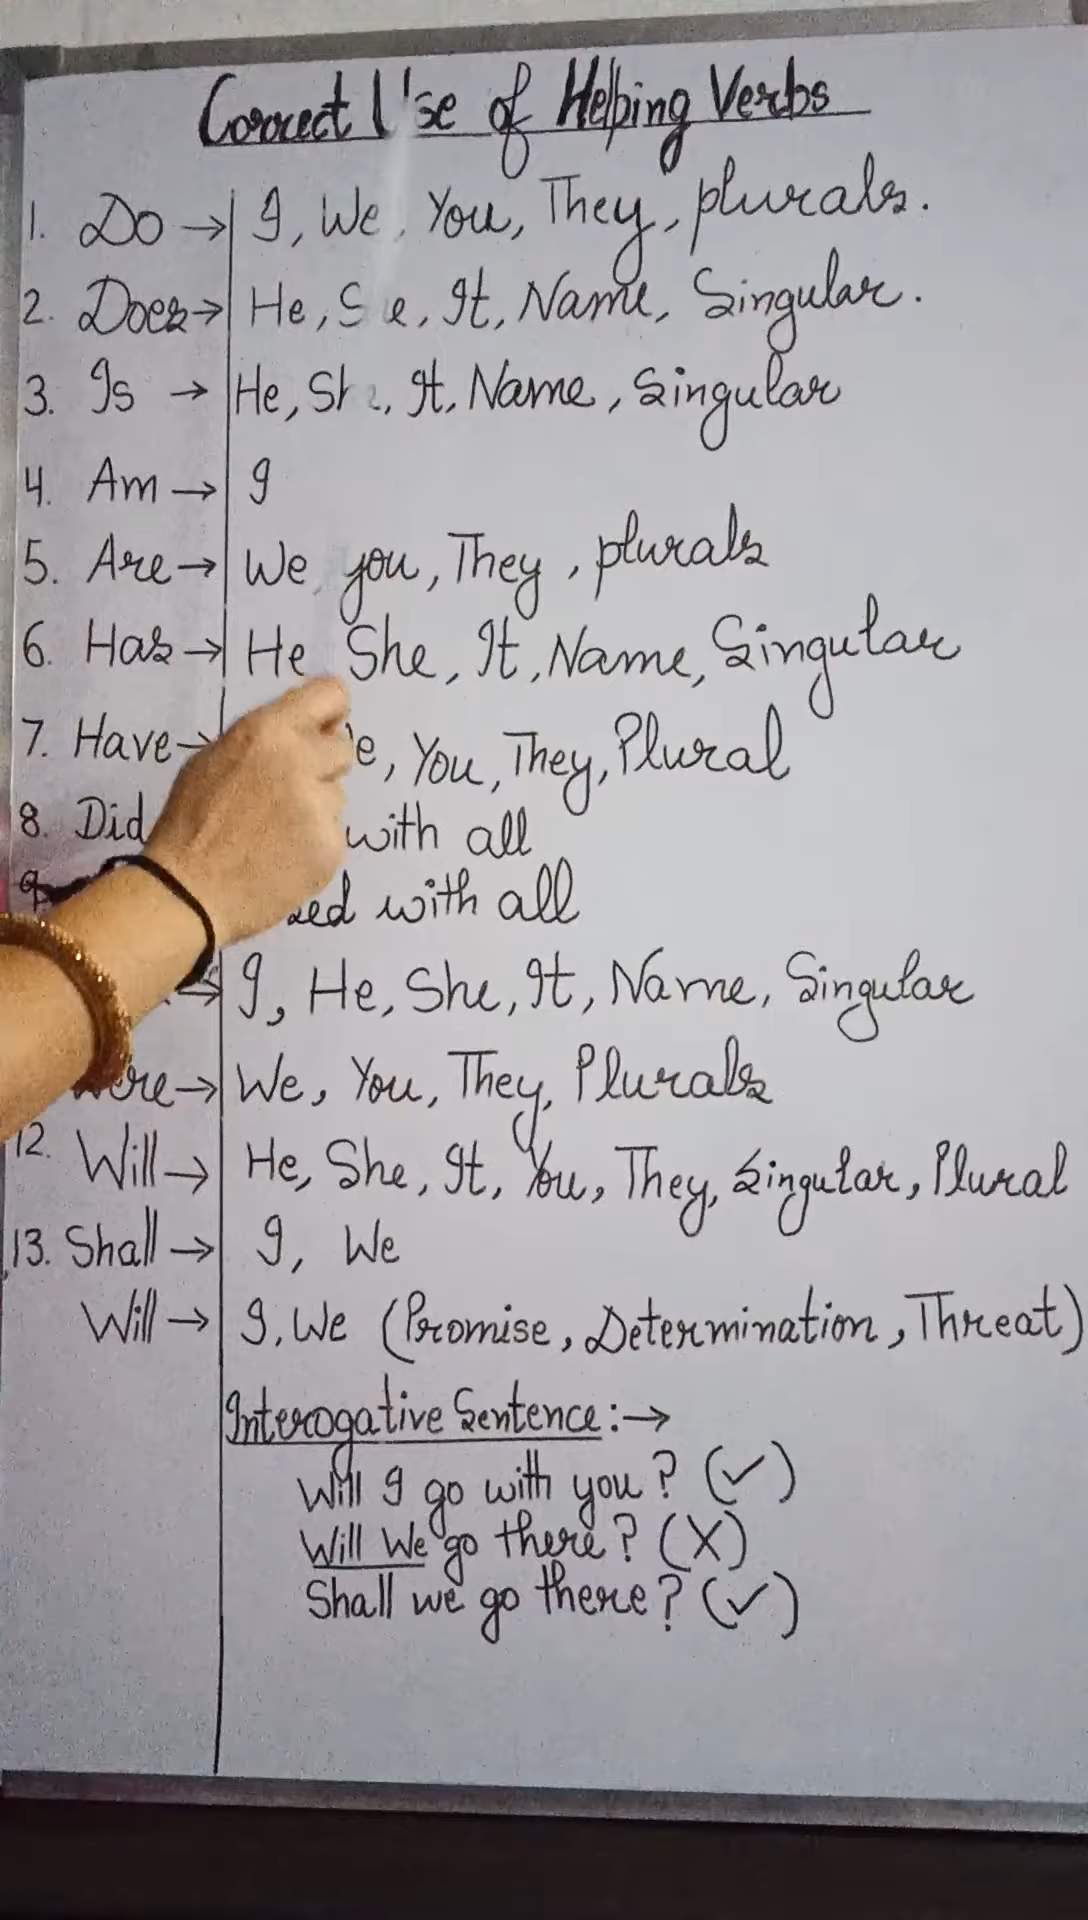 Correct Use of Helping Verbs
1. Do → I, We, You, They, plurals.
2. Does → He, She, It, Name, Singular.
3. Is → He, She, It, Name, Singular
4. Am → I
5. Are → We, you, They, plurals
6. Has → He She, It, Name, Singular
7. Have → You, They, Plural
8. Did with all
9. with all
→ I, He, She, It, Name, Singular
Were → We, You, They, Plurals
12. Will → He, She, It, You, They, Singular, Plural
13. Shall → I, We
Will → I, We (Promise, Determination, Threat)
Interogative Sentence :→
Will I go with you? (✓)
Will We go there? (X)
Shall we go there? (✓)